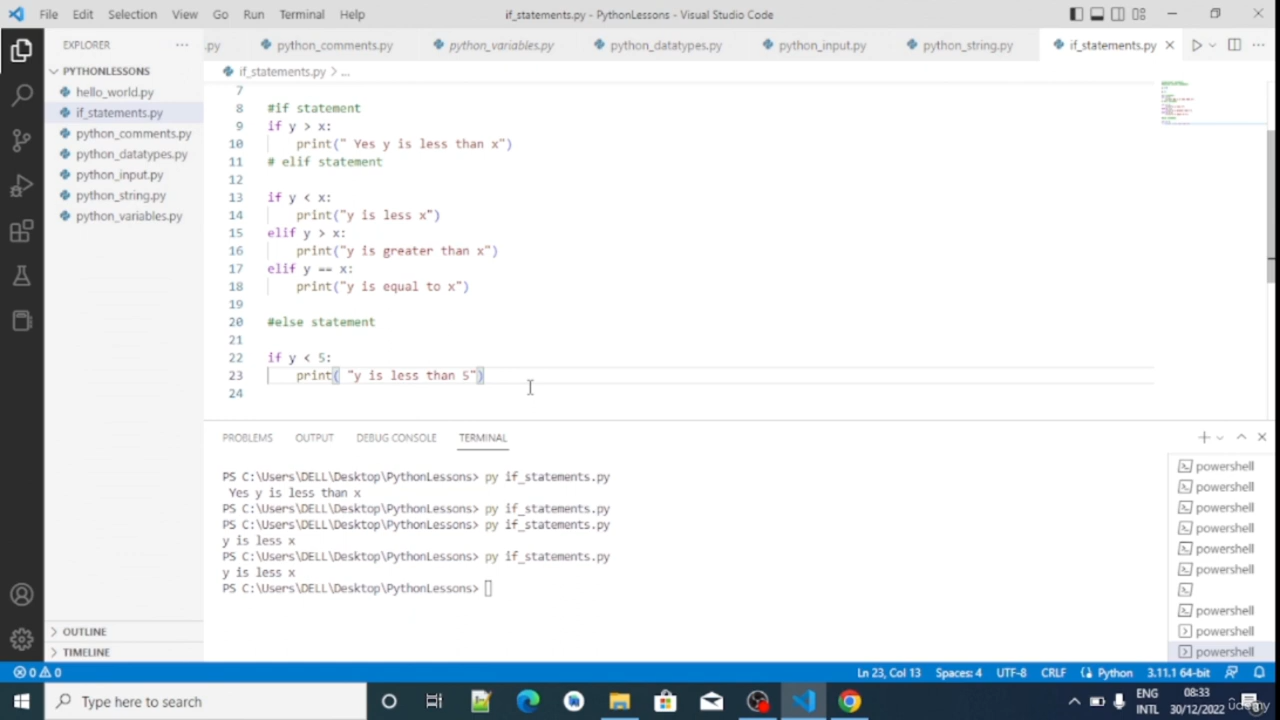 File Edit Selection View Go Run Terminal Help
if_statements.py - PythonLessons - Visual Studio Code
EXPLORER
.py python_comments.py python_variables.py python_datatypes.py python_input.py python_string.py if_statements.py
PYTHONLESSONS
hello_world.py
if_statements.py
python_comments.py
python_datatypes.py
python_input.py
python_string.py
python_variables.py
OUTLINE
TIMELINE
if_statements.py > ...
7
8 #if statement
9 if y > x:
10 print(" Yes y is less than x")
11 # elif statement
12
13 if y < x:
14 print("y is less x")
15 elif y > x:
16 print("y is greater than x")
17 elif y == x:
18 print("y is equal to x")
19
20 #else statement
21
22 if y < 5:
23 print( "y is less than 5")
24
PROBLEMS OUTPUT DEBUG CONSOLE TERMINAL
PS C:\Users\DELL\Desktop\PythonLessons> py if_statements.py
Yes y is less than x
PS C:\Users\DELL\Desktop\PythonLessons> py if_statements.py
PS C:\Users\DELL\Desktop\PythonLessons> py if_statements.py
y is less x
PS C:\Users\DELL\Desktop\PythonLessons> py if_statements.py
y is less x
PS C:\Users\DELL\Desktop\PythonLessons>
powershell
powershell
powershell
powershell
powershell
powershell
powershell
powershell
powershell
0 0
Ln 23, Col 13 Spaces: 4 UTF-8 CRLF Python 3.11.1 64-bit
Type here to search
ENG
INTL
08:33
30/12/2022
udemy